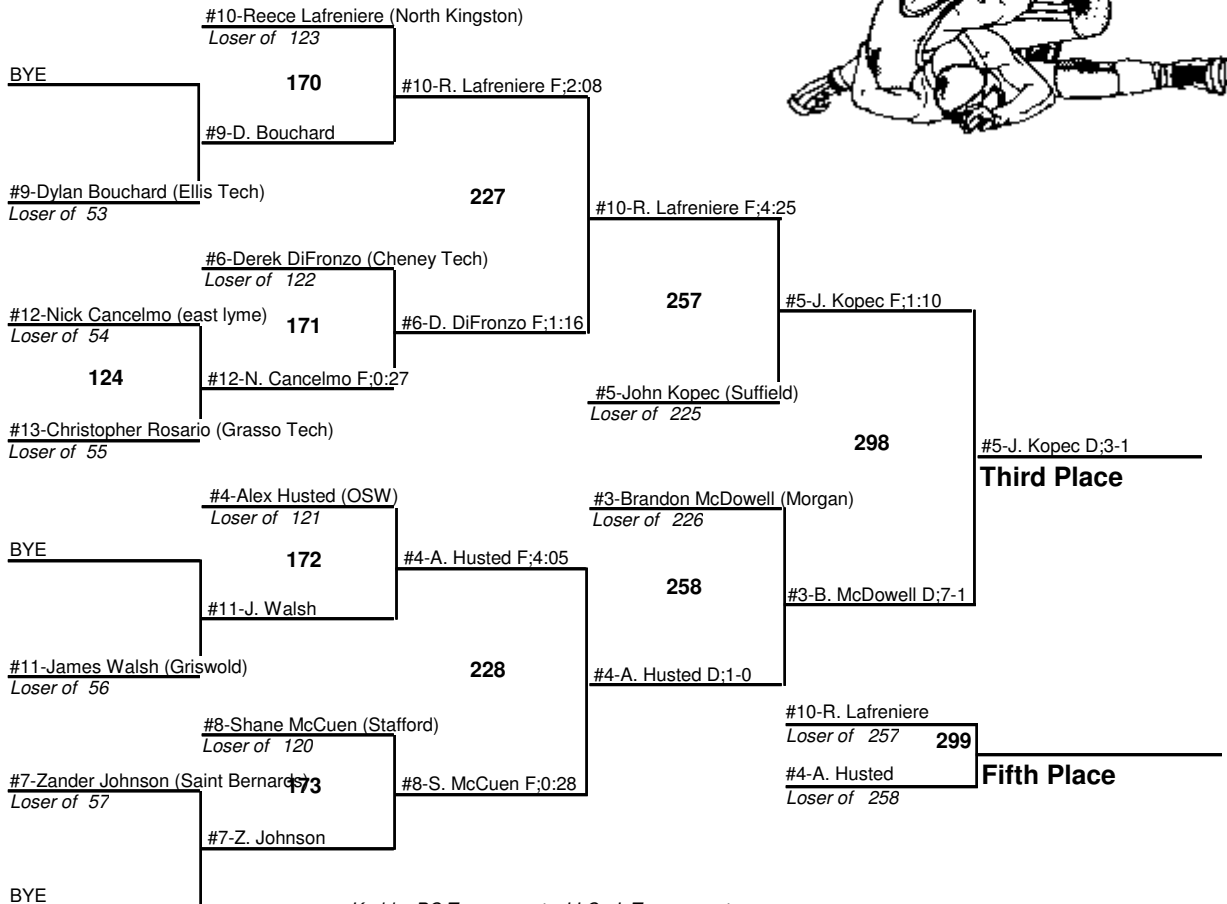 #10-Reece Lafreniere (North Kingston)
Loser of 123
BYE
170
#10-R. Lafreniere F;2:08
#9-D. Bouchard
#9-Dylan Bouchard (Ellis Tech)
Loser of 53
227
#10-R. Lafreniere F;4:25
#6-Derek DiFronzo (Cheney Tech)
Loser of 122
#12-Nick Cancelmo (east lyme)
Loser of 54
171
#6-D. DiFronzo F;1:16
257
#5-J. Kopec F;1:10
124
#12-N. Cancelmo F;0:27
#5-John Kopec (Suffield)
Loser of 225
#13-Christopher Rosario (Grasso Tech)
Loser of 55
298
#5-J. Kopec D;3-1
Third Place
#4-Alex Husted (OSW)
Loser of 121
#3-Brandon McDowell (Morgan)
Loser of 226
BYE
172
#4-A. Husted F;4:05
258
#11-J. Walsh
#3-B. McDowell D;7-1
#11-James Walsh (Griswold)
Loser of 56
228
#4-A. Husted D;1-0
#8-Shane McCuen (Stafford)
Loser of 120
#10-R. Lafreniere
Loser of 257
299
#7-Zander Johnson (Saint Bernards)
Loser of 57
173
#8-S. McCuen F;0:28
#4-A. Husted
Loser of 258
Fifth Place
#7-Z. Johnson
BYE